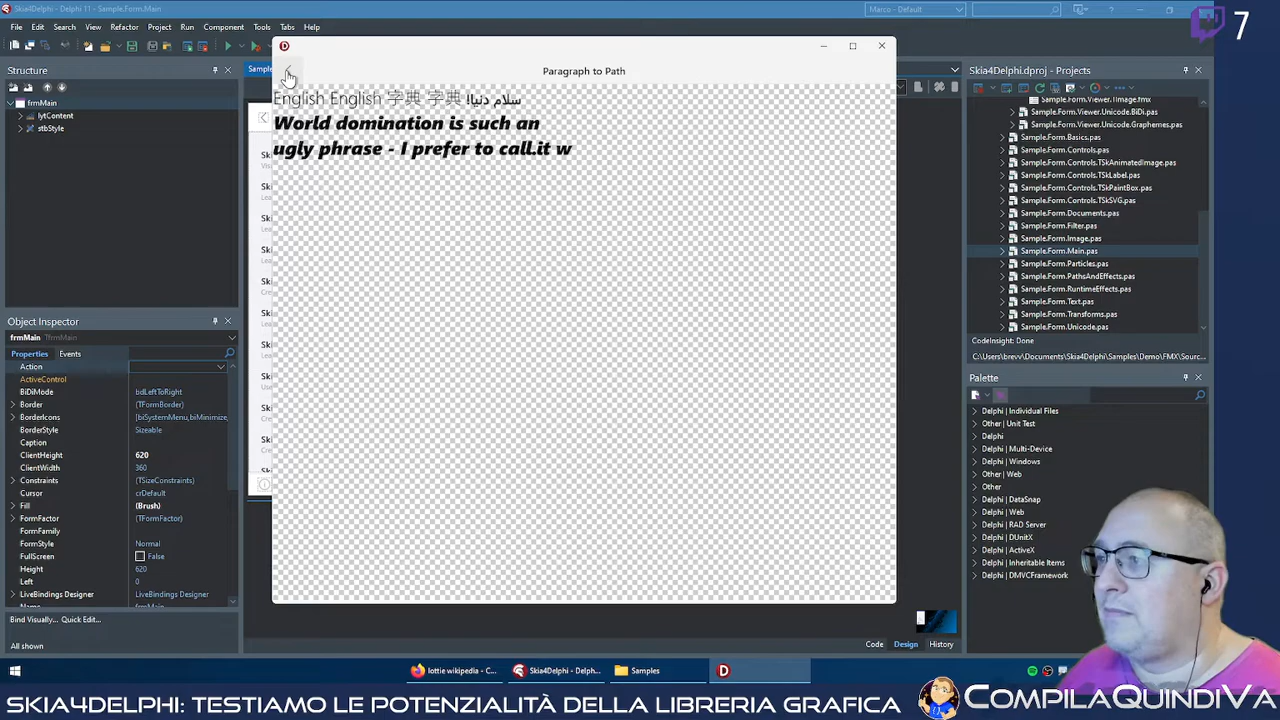 Skia4Delphi - Delphi 11 - Sample.Form.Main
Marco - Default
7
File Edit Search View Refactor Project Run Component Tools Tabs Help
Structure
frmMain
lytContent
stbStyle
Object Inspector
frmMain TfrmMain
Properties Events
Action
ActiveControl
BiDiMode bdLeftToRight
Border (TFormBorder)
BorderIcons [biSystemMenu,biMinimize,
BorderStyle Sizeable
Caption
ClientHeight 620
ClientWidth 360
Constraints (TSizeConstraints)
Cursor crDefault
Fill (Brush)
FormFactor (TFormFactor)
FormFamily
FormStyle Normal
FullScreen False
Height 620
Left 0
LiveBindings Designer LiveBindings Designer
Name frmMain
Bind Visually... Quick Edit...
All shown
Sample
Paragraph to Path
English English 字典 字典 سلام دنیا!
World domination is such an
ugly phrase - I prefer to call.it w
Code Design History
Skia4Delphi.dproj - Projects
Sample.Form.Viewer.TImage.fmx
Sample.Form.Viewer.Unicode.BiDi.pas
Sample.Form.Viewer.Unicode.Graphemes.pas
Sample.Form.Basics.pas
Sample.Form.Controls.pas
Sample.Form.Controls.TSkAnimatedImage.pas
Sample.Form.Controls.TSkLabel.pas
Sample.Form.Controls.TSkPaintBox.pas
Sample.Form.Controls.TSkSVG.pas
Sample.Form.Documents.pas
Sample.Form.Filter.pas
Sample.Form.Image.pas
Sample.Form.Main.pas
Sample.Form.Particles.pas
Sample.Form.PathsAndEffects.pas
Sample.Form.RuntimeEffects.pas
Sample.Form.Text.pas
Sample.Form.Transforms.pas
Sample.Form.Unicode.pas
CodeInsight: Done
C:\Users\brevv\Documents\Skia4Delphi\Samples\Demo\FMX\Sourc...
Palette
Delphi | Individual Files
Other | Unit Test
Delphi
Delphi | Multi-Device
Delphi | Windows
Other | Web
Other
Delphi | DataSnap
Delphi | Web
Delphi | RAD Server
Delphi | DUnitX
Delphi | ActiveX
Delphi | Inheritable Items
Delphi | DMVCFramework
lottie wikipedia - C...
Skia4Delphi - Delph...
Samples
SKIA4DELPHI: TESTIAMO LE POTENZIALITÀ DELLA LIBRERIA GRAFICA
COMPILAQUINDIVA